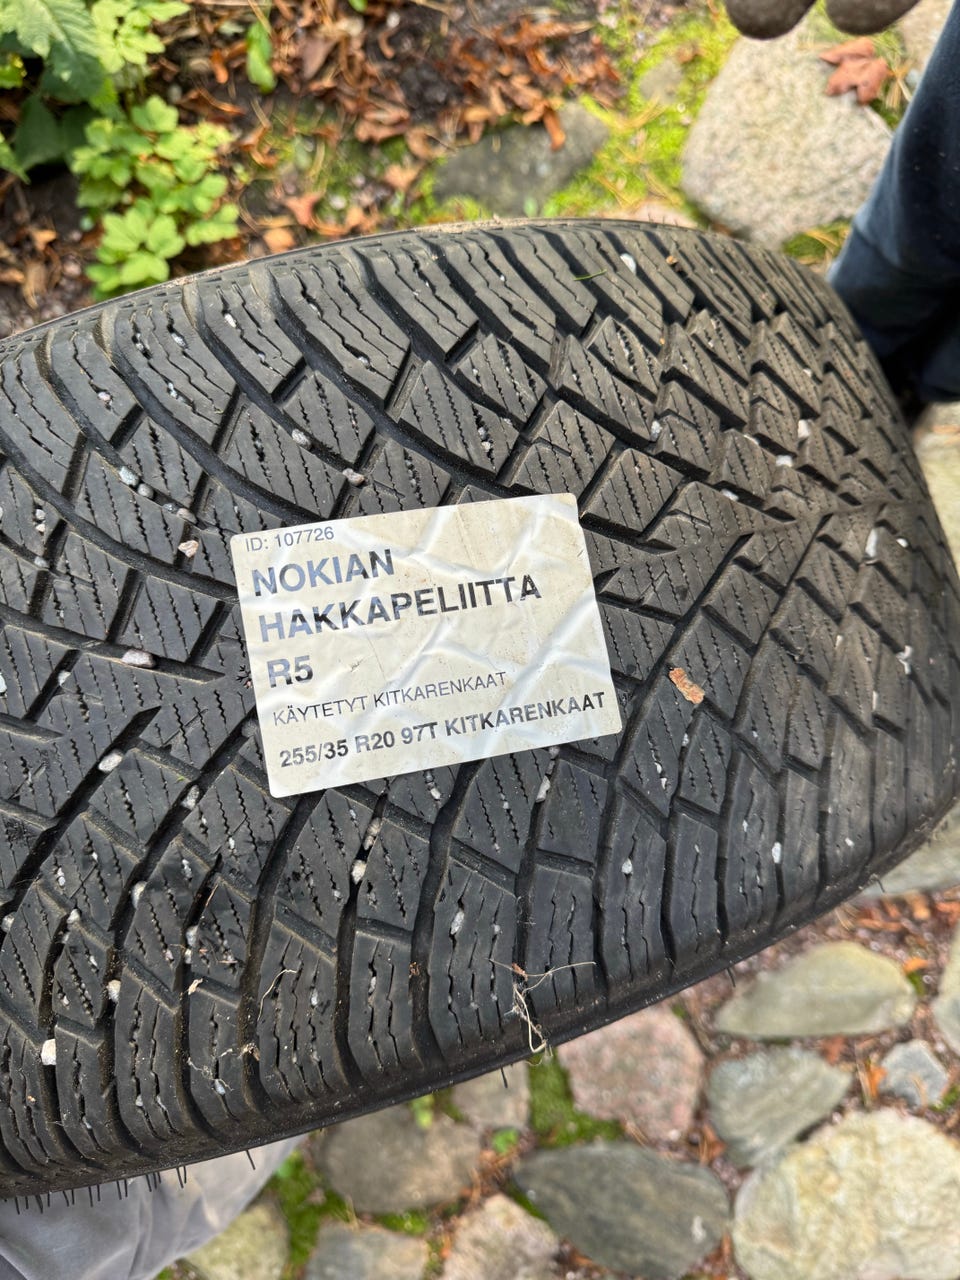 ID: 107726
NOKIAN
HAKKAPELIITTA
R5
KÄYTETYT KITKARENKAAT
255/35 R20 97T KITKARENKAAT